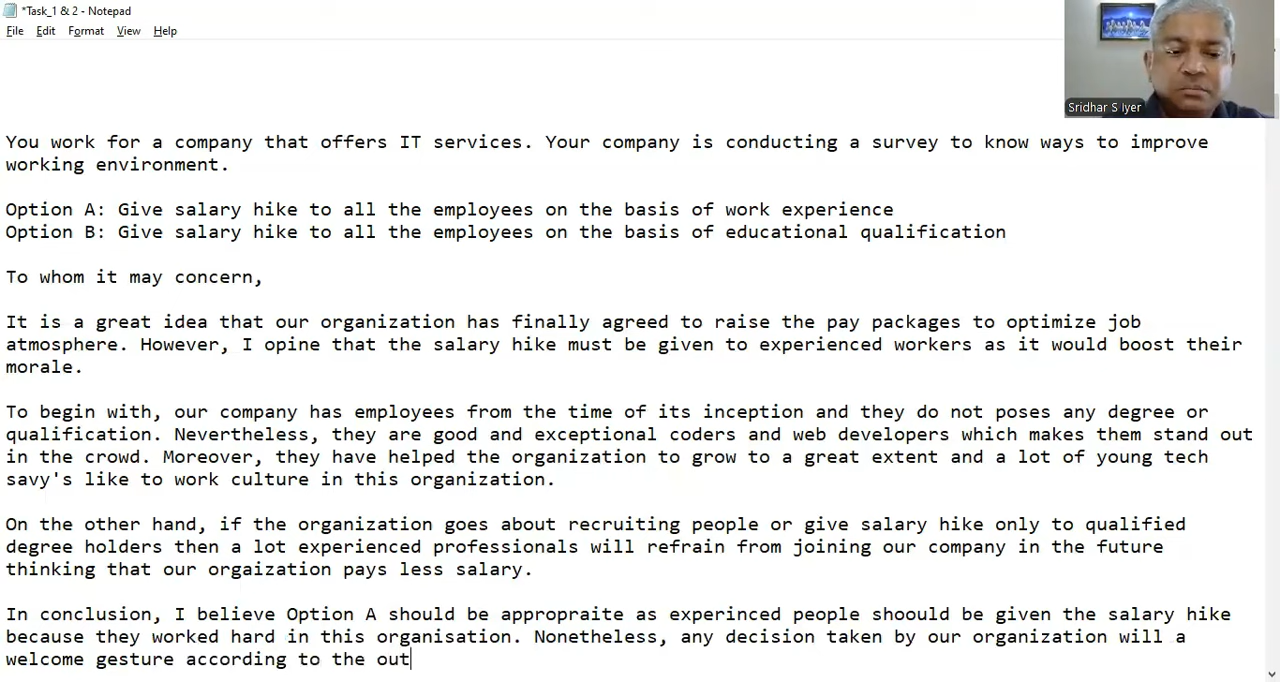 *Task_1 & 2 - Notepad
File Edit Format View Help
Sridhar S Iyer
You work for a company that offers IT services. Your company is conducting a survey to know ways to improve
working environment.
Option A: Give salary hike to all the employees on the basis of work experience
Option B: Give salary hike to all the employees on the basis of educational qualification
To whom it may concern,
It is a great idea that our organization has finally agreed to raise the pay packages to optimize job
atmosphere. However, I opine that the salary hike must be given to experienced workers as it would boost their
morale.
To begin with, our company has employees from the time of its inception and they do not poses any degree or
qualification. Nevertheless, they are good and exceptional coders and web developers which makes them stand out
in the crowd. Moreover, they have helped the organization to grow to a great extent and a lot of young tech
savy's like to work culture in this organization.
On the other hand, if the organization goes about recruiting people or give salary hike only to qualified
degree holders then a lot experienced professionals will refrain from joining our company in the future
thinking that our orgaization pays less salary.
In conclusion, I believe Option A should be appropraite as experinced people shoould be given the salary hike
because they worked hard in this organisation. Nonetheless, any decision taken by our organization will a
welcome gesture according to the out